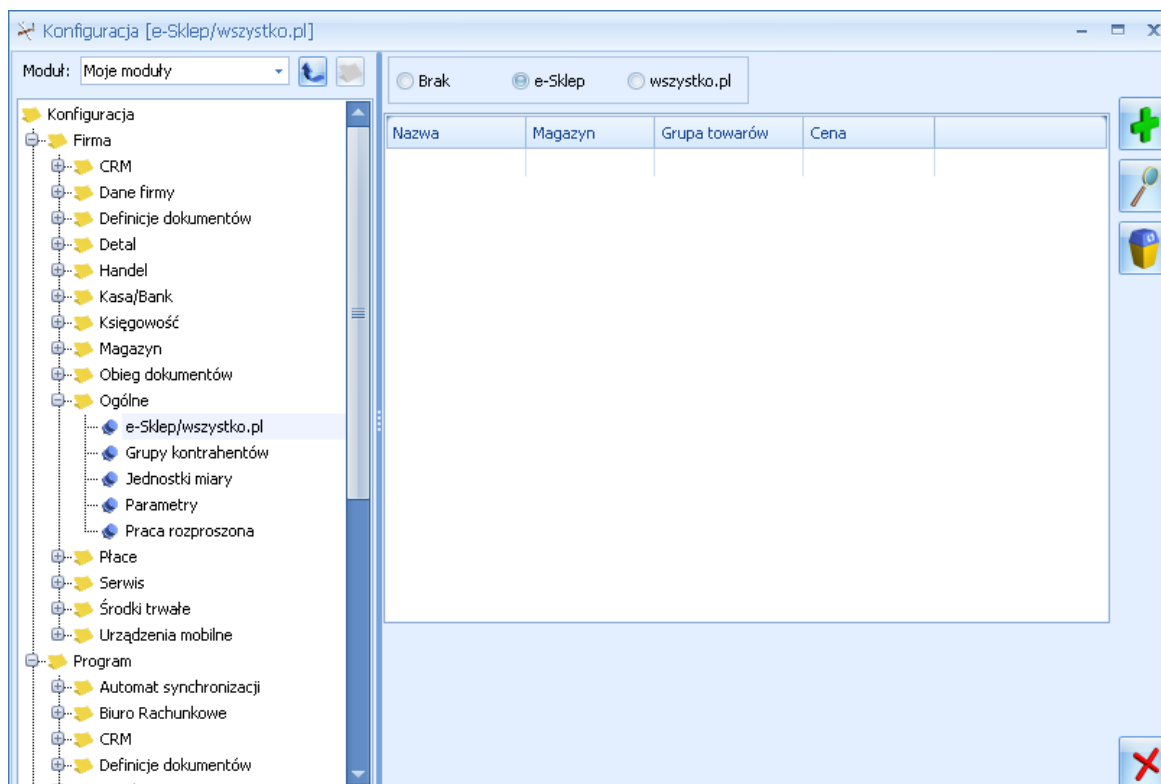 Konfiguracja [e-Sklep/wszystko.pl]
Moduł: Moje moduły
Brak e-Sklep wszystko.pl
Nazwa Magazyn Grupa towarów Cena
Konfiguracja
Firma
CRM
Dane firmy
Definicje dokumentów
Detal
Handel
Kasa/Bank
Księgowość
Magazyn
Obieg dokumentów
Ogólne
e-Sklep/wszystko.pl
Grupy kontrahentów
Jednostki miary
Parametry
Praca rozproszona
Płace
Serwis
Środki trwałe
Urządzenia mobilne
Program
Automat synchronizacji
Biuro Rachunkowe
CRM
Definicje dokumentów